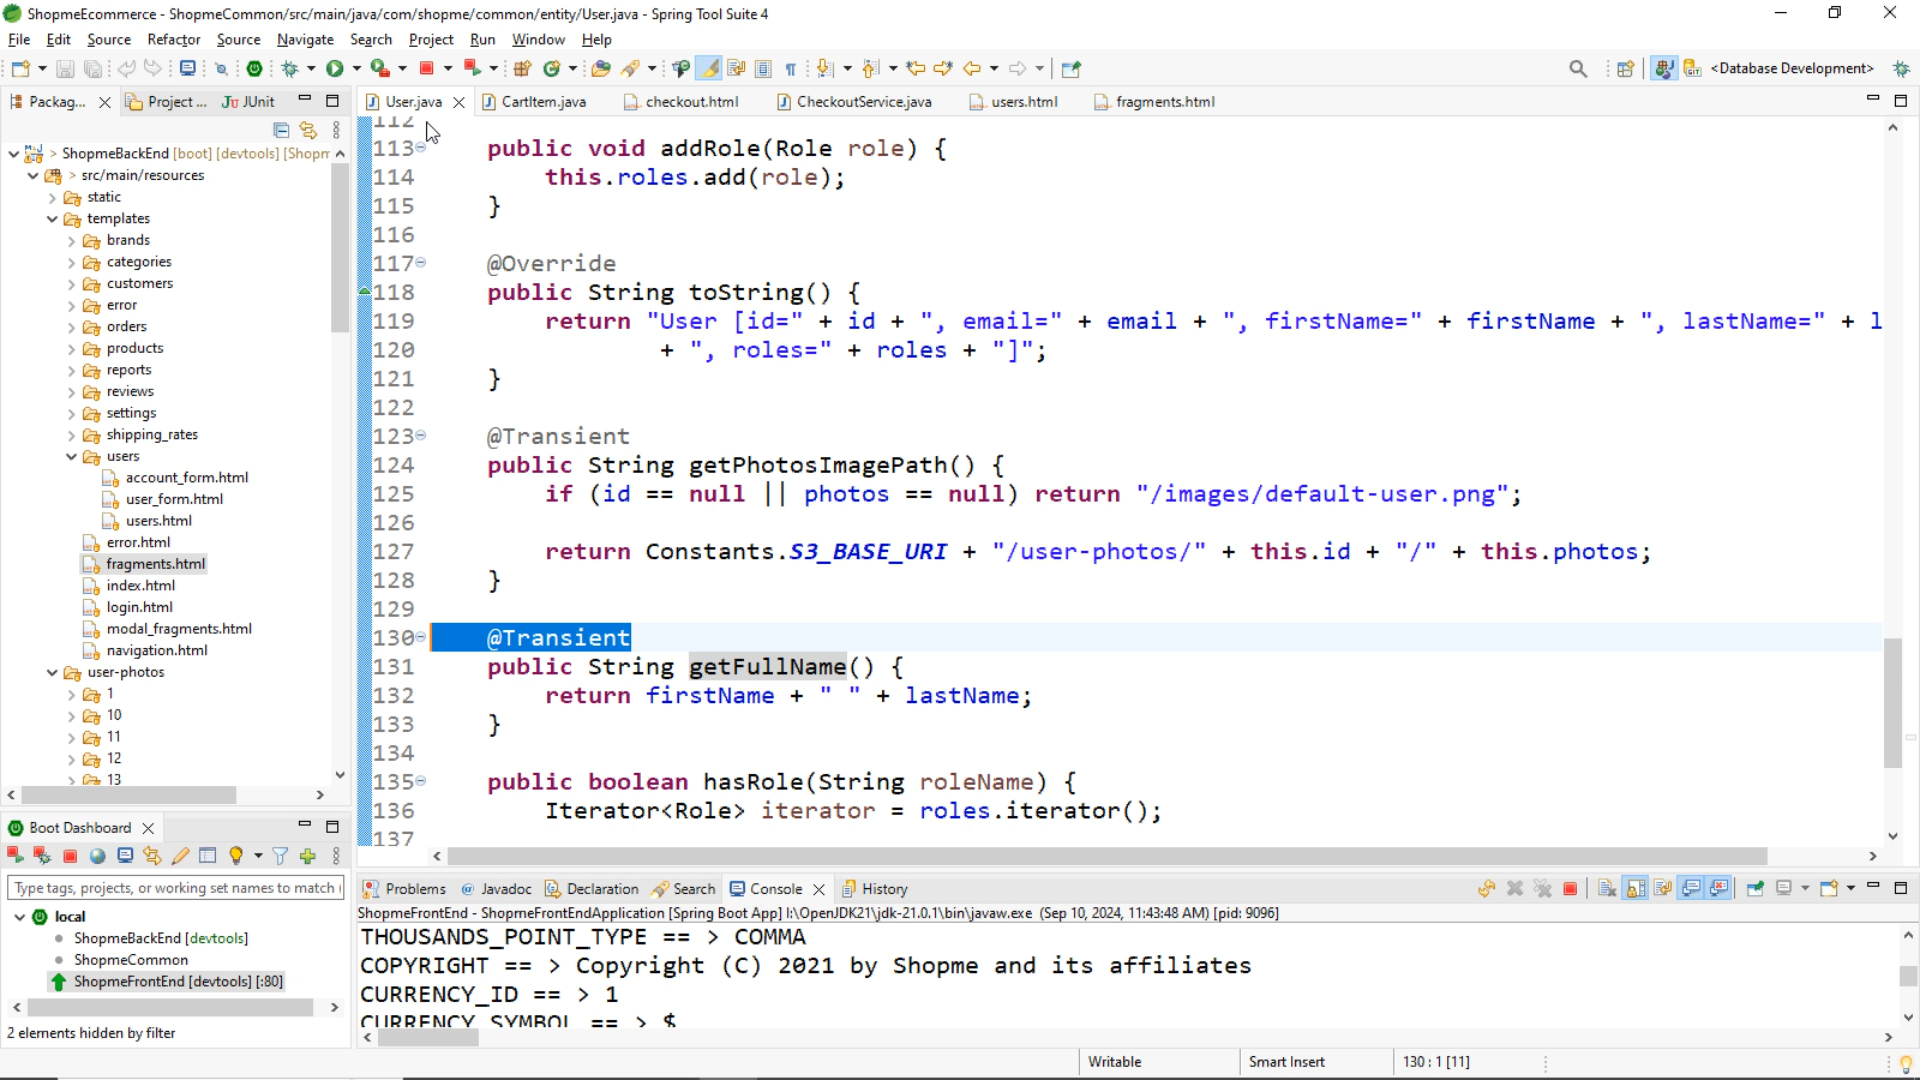 ShopmeEcommerce - ShopmeCommon/src/main/java/com/shopme/common/entity/User.java - Spring Tool Suite 4
File Edit Source Refactor Source Navigate Search Project Run Window Help
<Database Development>
Packag... Project ... JUnit
User.java CartItem.java checkout.html CheckoutService.java users.html fragments.html
> ShopmeBackEnd [boot] [devtools] [Shopm
> src/main/resources
static
templates
brands
categories
customers
error
orders
products
reports
reviews
settings
shipping_rates
users
account_form.html
user_form.html
users.html
error.html
fragments.html
index.html
login.html
modal_fragments.html
navigation.html
user-photos
1
10
11
12
13
112
113 public void addRole(Role role) {
114 this.roles.add(role);
115 }
116
117 @Override
118 public String toString() {
119 return "User [id=" + id + ", email=" + email + ", firstName=" + firstName + ", lastName=" + l
120 + ", roles=" + roles + "]";
121 }
122
123 @Transient
124 public String getPhotosImagePath() {
125 if (id == null || photos == null) return "/images/default-user.png";
126
127 return Constants.S3_BASE_URI + "/user-photos/" + this.id + "/" + this.photos;
128 }
129
130 @Transient
131 public String getFullName() {
132 return firstName + " " + lastName;
133 }
134
135 public boolean hasRole(String roleName) {
136 Iterator<Role> iterator = roles.iterator();
137
Boot Dashboard
Type tags, projects, or working set names to match (
local
ShopmeBackEnd [devtools]
ShopmeCommon
ShopmeFrontEnd [devtools] [:80]
2 elements hidden by filter
Problems Javadoc Declaration Search Console History
ShopmeFrontEnd - ShopmeFrontEndApplication [Spring Boot App] I:\OpenJDK21\jdk-21.0.1\bin\javaw.exe (Sep 10, 2024, 11:43:48 AM) [pid: 9096]
THOUSANDS_POINT_TYPE == > COMMA
COPYRIGHT == > Copyright (C) 2021 by Shopme and its affiliates
CURRENCY_ID == > 1
CURRENCY_SYMBOL == > $
Writable Smart Insert 130 : 1 [11]